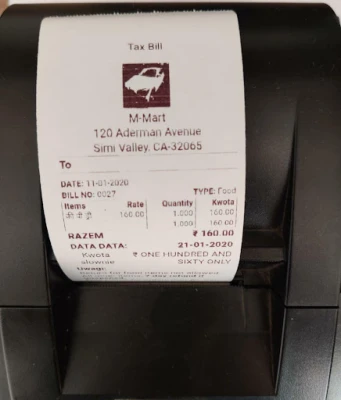 Tax Bill
M-Mart
120 Aderman Avenue
Simi Valley, CA-32065
To
DATE: 11-01-2020
BILL NO: 0027 TYPE: Food
Items Rate Quantity Kwota
160.00 1.000 160.00
1.000 160.00
RAZEM ₹ 160.00
DATA DATA: 21-01-2020
Kwota ₹ ONE HUNDRED AND
słownie SIXTY ONLY
Uwagi: